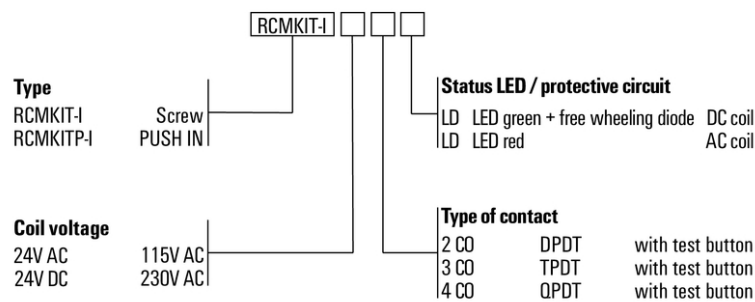 RCMKIT-I
Type
RCMKIT-I Screw
RCMKITP-I PUSH IN
Status LED / protective circuit
LD LED green + free wheeling diode DC coil
LD LED red AC coil
Coil voltage
24V AC 115V AC
24V DC 230V AC
Type of contact
2 CO DPDT with test button
3 CO TPDT with test button
4 CO QPDT with test button